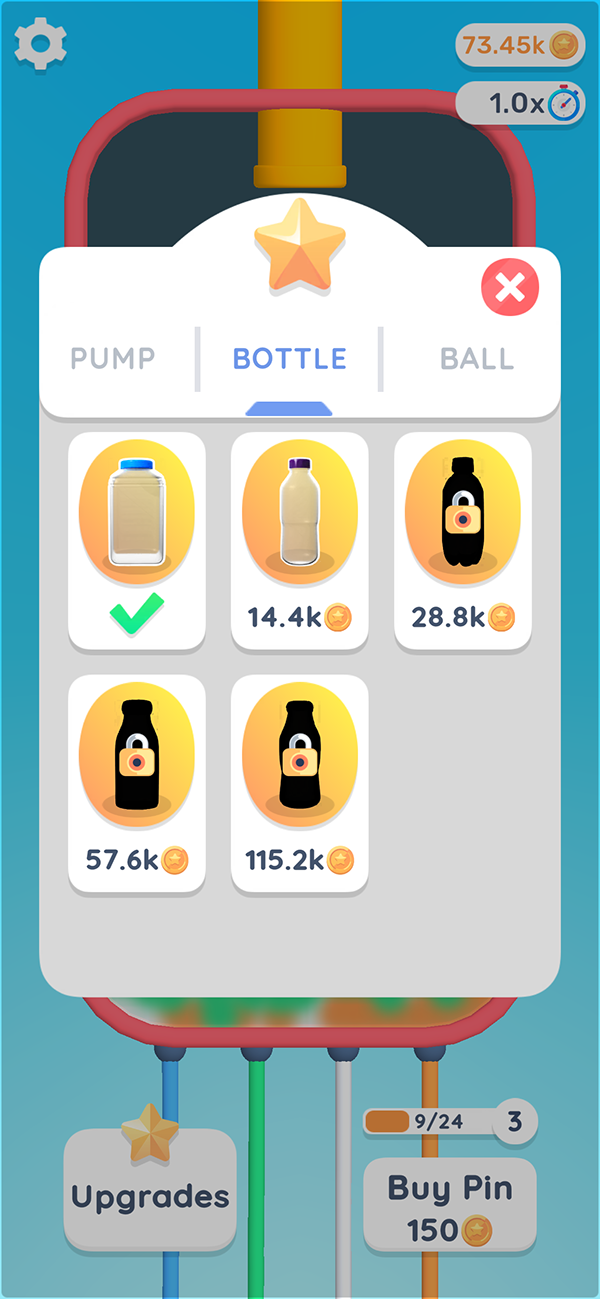 73.45k
1.0x
PUMP
BOTTLE
BALL
14.4k
28.8k
57.6k
115.2k
9/24
3
Upgrades
Buy Pin
150